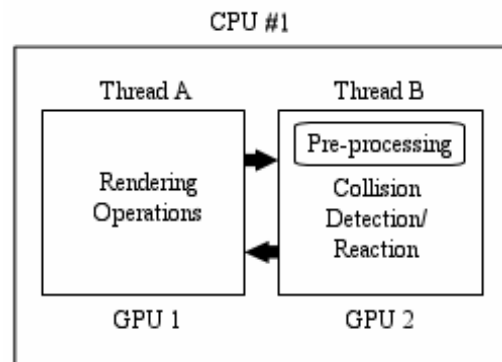 CPU #1
Thread A
Thread B
Rendering
Operations
Pre-processing
Collision
Detection/
Reaction
GPU 1
GPU 2